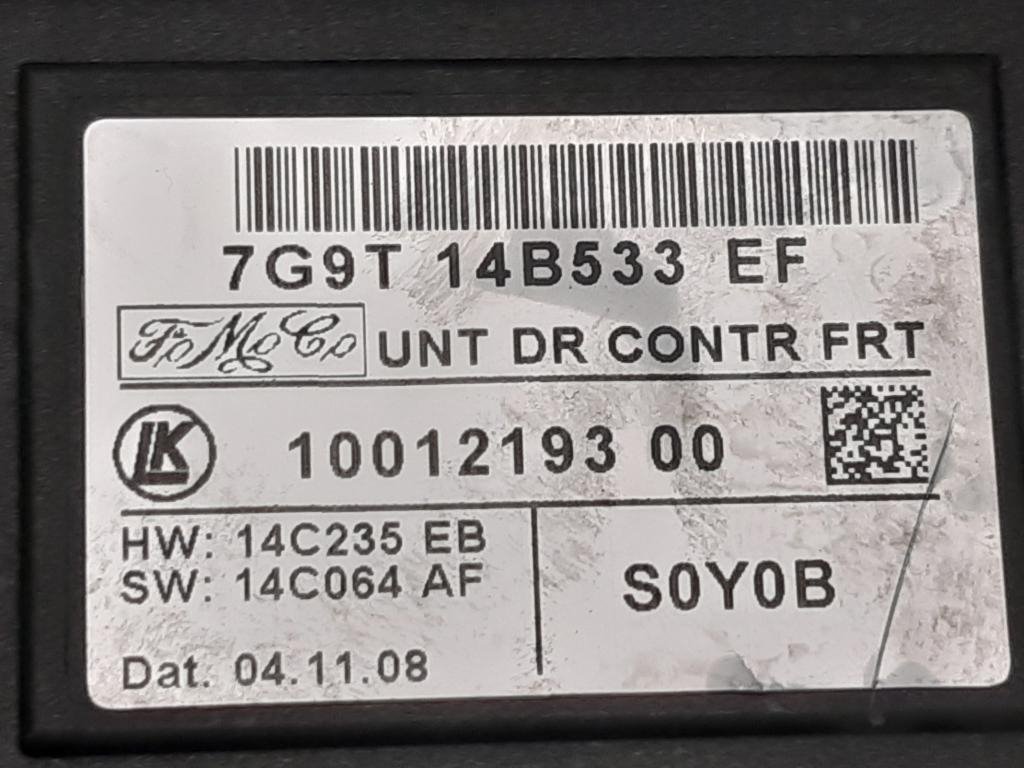 7G9T 14B533 EF
FoMoCo UNT DR CONTR FRT
LK 10012193 00
HW: 14C235 EB
SW: 14C064 AF
S0Y0B
Dat. 04.11.08